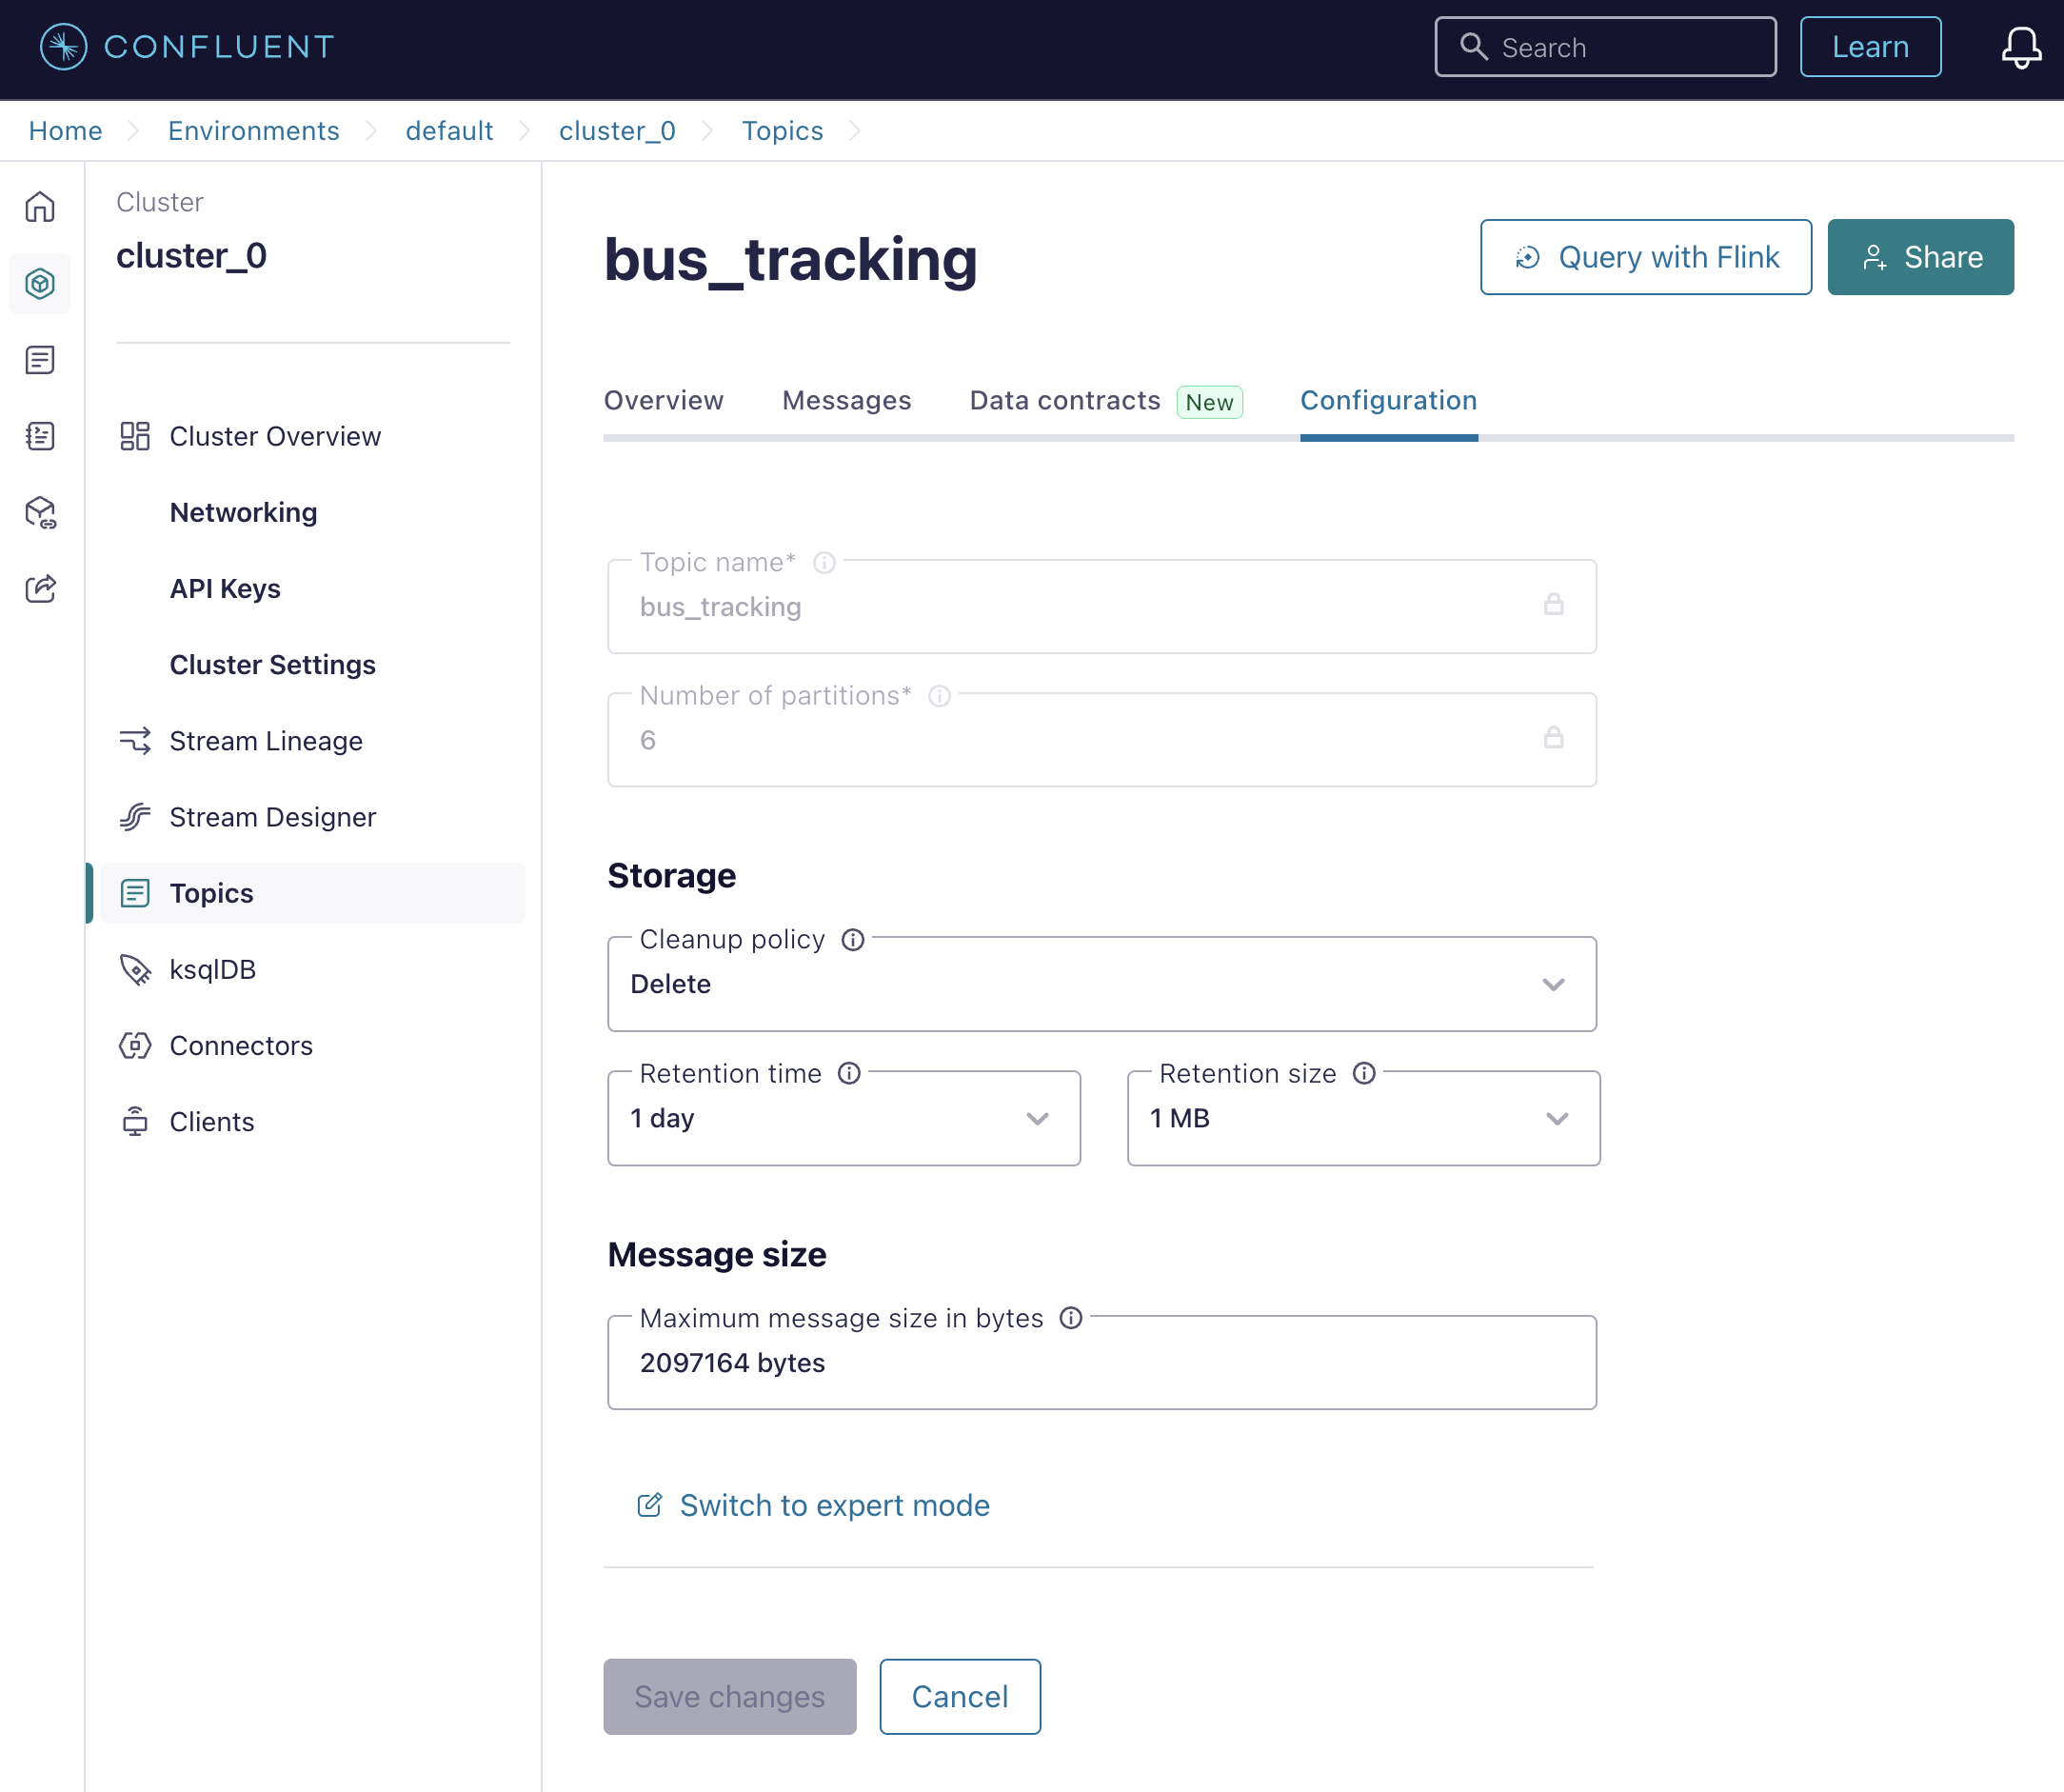 CONFLUENT
Search
Learn
Home
Environments
default
cluster_0
Topics
Cluster
cluster_0
Cluster Overview
Networking
API Keys
Cluster Settings
Stream Lineage
Stream Designer
Topics
ksqlDB
Connectors
Clients
bus_tracking
Query with Flink
Share
Overview
Messages
Data contracts New
Configuration
Topic name*
bus_tracking
Number of partitions*
6
Storage
Cleanup policy
Delete
Retention time
1 day
Retention size
1 MB
Message size
Maximum message size in bytes
2097164 bytes
Switch to expert mode
Save changes
Cancel